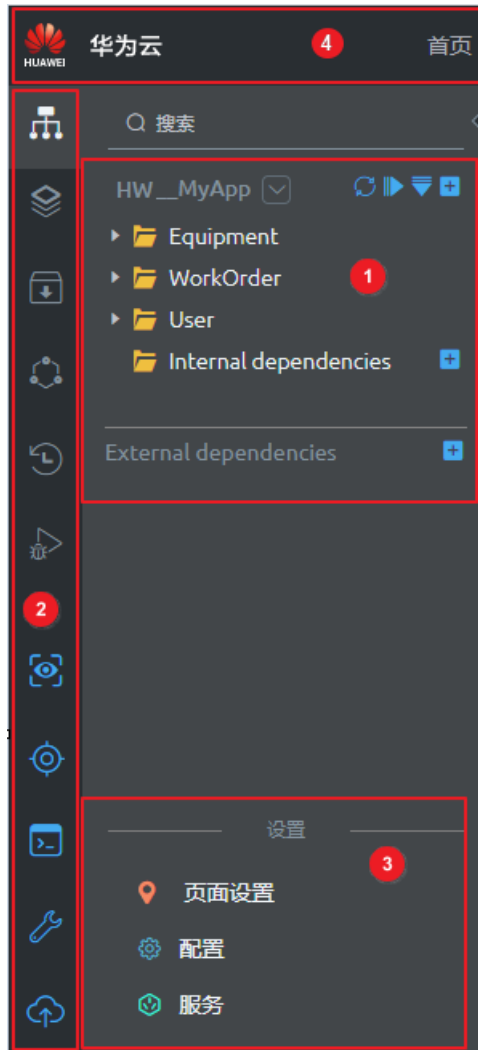 HUAWEI 华为云 4 首页
搜索
HW__MyApp
Equipment
WorkOrder 1
User
Internal dependencies
External dependencies
2
设置
3
页面设置
配置
服务